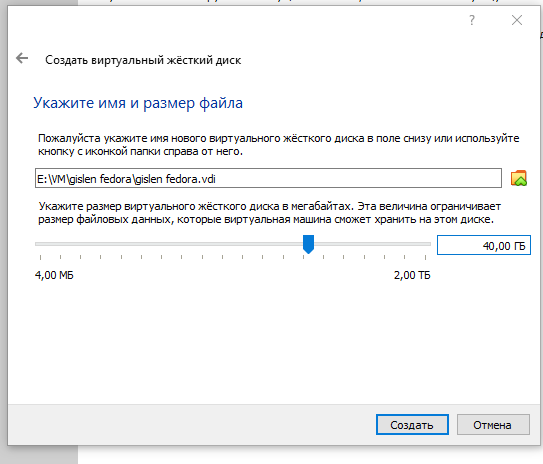 ?
Создать виртуальный жёсткий диск
Укажите имя и размер файла
Пожалуйста укажите имя нового виртуального жёсткого диска в поле снизу или используйте
кнопку с иконкой папки справа от него.
E:\VM\gislen fedora\gislen fedora.vdi
Укажите размер виртуального жёсткого диска в мегабайтах. Эта величина ограничивает
размер файловых данных, которые виртуальная машина сможет хранить на этом диске.
40,00 ГБ
4,00 МБ
2,00 ТБ
Создать
Отмена